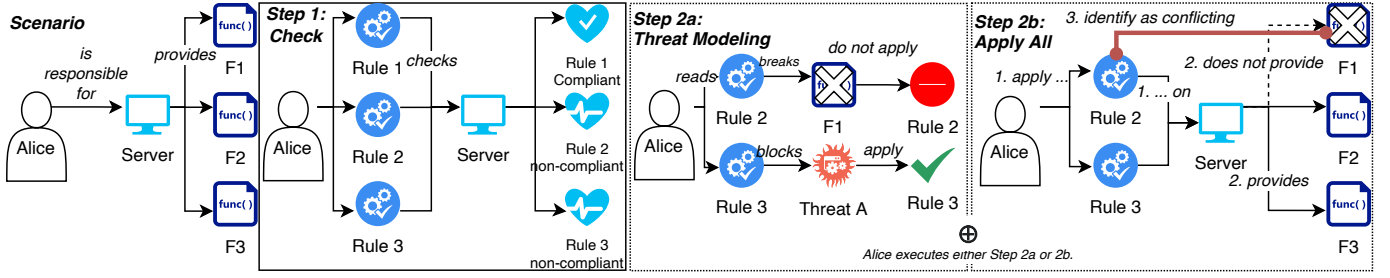 Scenario
is
responsible
for
Alice
Server
provides
func()
F1
func()
F2
func()
F3
Step 1:
Check
Alice
Rule 1
Rule 2
Rule 3
checks
Server
Rule 1
Compliant
Rule 2
non-compliant
Rule 3
non-compliant
Step 2a:
Threat Modeling
Alice
reads
Rule 2
breaks
F1
do not apply
Rule 2
Rule 3
blocks
Threat A
apply
Rule 3
Step 2b:
Apply All
3. identify as conflicting
Alice
1. apply ...
Rule 2
1. ... on
Rule 3
Server
2. does not provide
F1
func()
F2
2. provides
func()
F3
Alice executes either Step 2a or 2b.